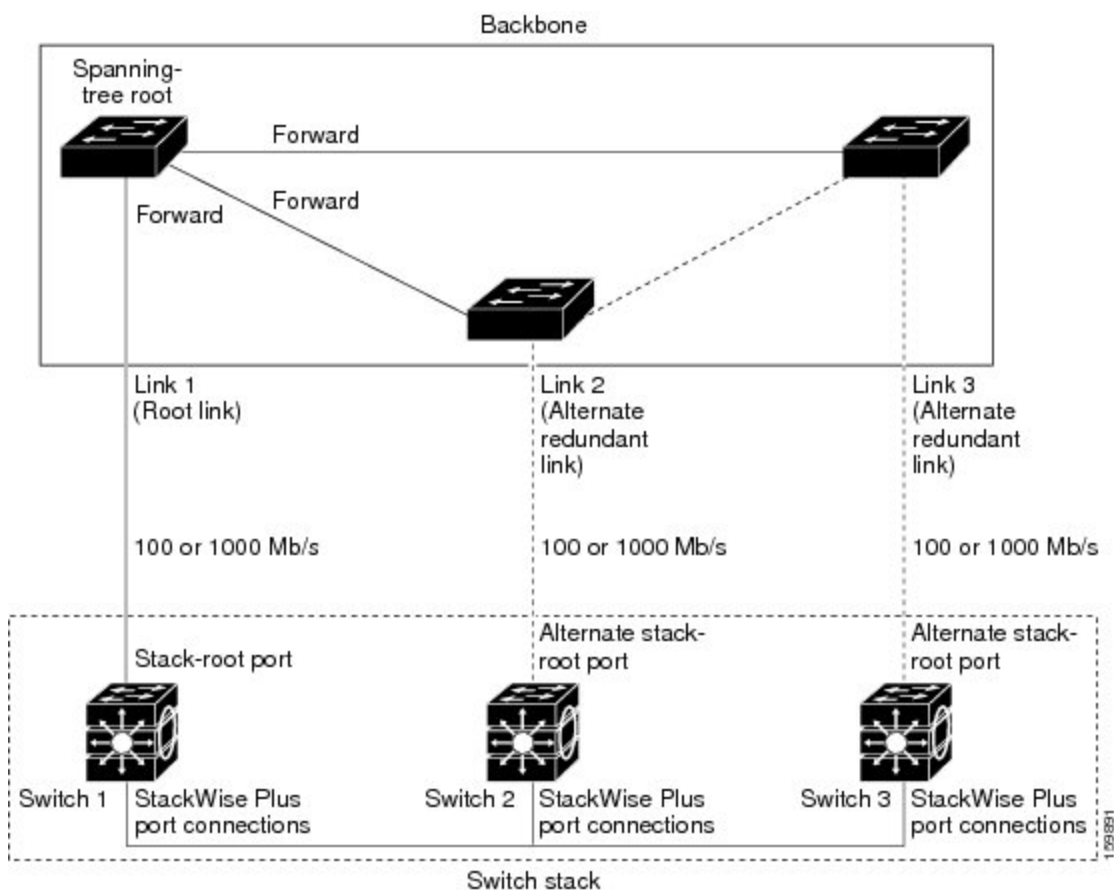 Backbone
Spanning-
tree root
Forward
Forward
Forward
Link 1
(Root link)
Link 2
(Alternate
redundant
link)
Link 3
(Alternate
redundant
link)
100 or 1000 Mb/s
100 or 1000 Mb/s
100 or 1000 Mb/s
Stack-root port
Alternate stack-
root port
Alternate stack-
root port
Switch 1
StackWise Plus
port connections
Switch 2
StackWise Plus
port connections
Switch 3
StackWise Plus
port connections
159891
Switch stack